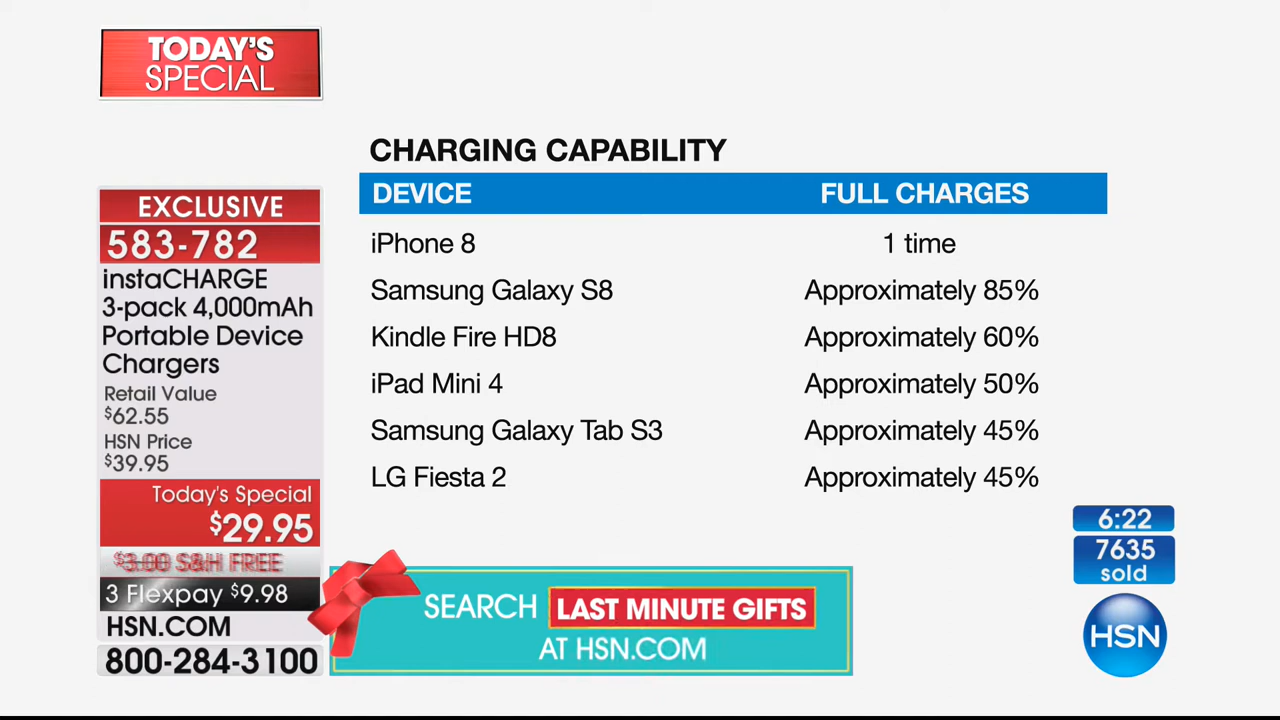 TODAY'S
SPECIAL
EXCLUSIVE
583-782
instaCHARGE
3-pack 4,000mAh
Portable Device
Chargers
Retail Value
$62.55
HSN Price
$39.95
Today's Special
$29.95
$3.00 S&H FREE
3 Flexpay $9.98
HSN.COM
800-284-3100
CHARGING CAPABILITY
DEVICE FULL CHARGES
iPhone 8 1 time
Samsung Galaxy S8 Approximately 85%
Kindle Fire HD8 Approximately 60%
iPad Mini 4 Approximately 50%
Samsung Galaxy Tab S3 Approximately 45%
LG Fiesta 2 Approximately 45%
SEARCH LAST MINUTE GIFTS
AT HSN.COM
6:22
7635
sold
HSN